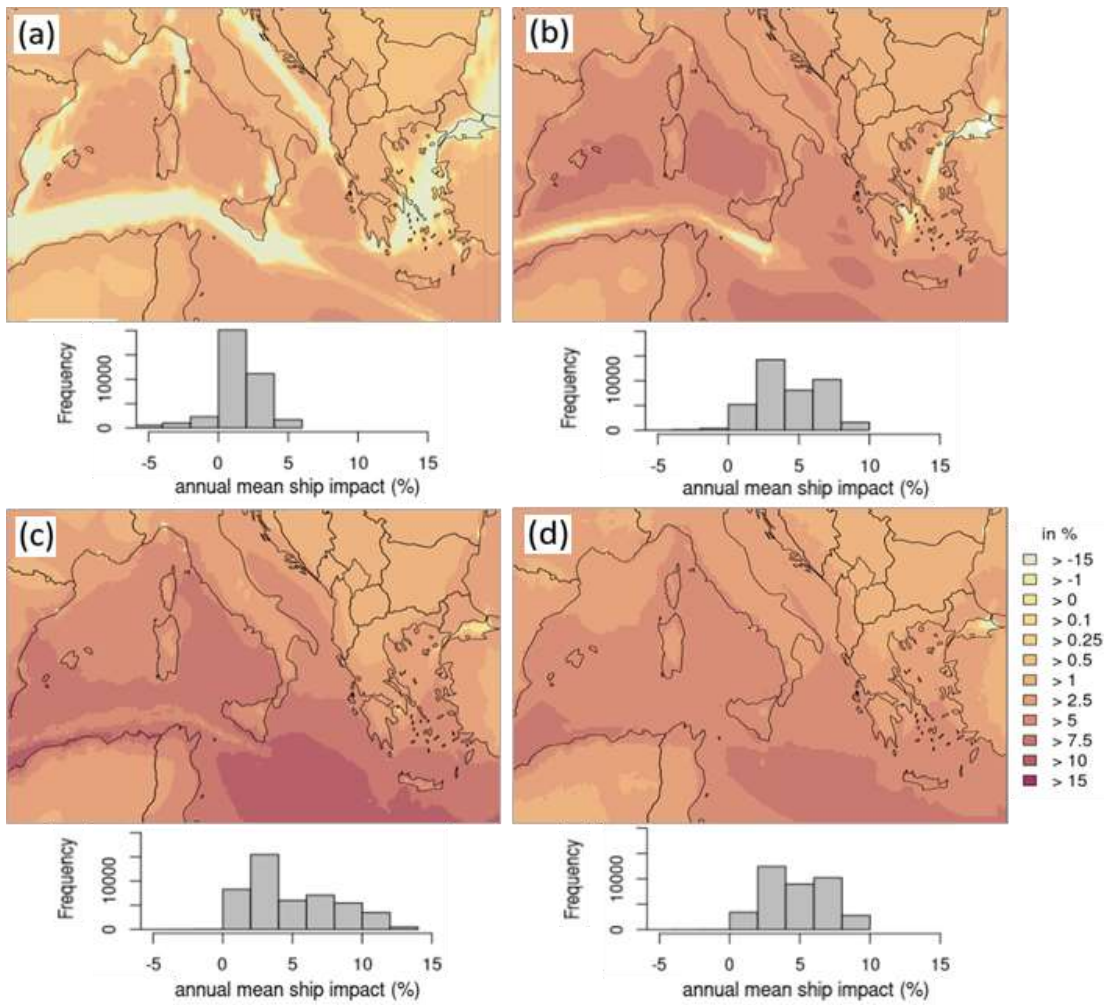 (a)
(b)
Frequency
10000
-5 0 5 10 15
annual mean ship impact (%)
Frequency
0 10000
-5 0 5 10 15
annual mean ship impact (%)
(c)
(d)
in %
> -15
> -1
> 0
> 0.1
> 0.25
> 0.5
> 1
> 2.5
> 5
> 7.5
> 10
> 15
Frequency
0 10000
-5 0 5 10 15
annual mean ship impact (%)
Frequency
0 10000
-5 0 5 10 15
annual mean ship impact (%)